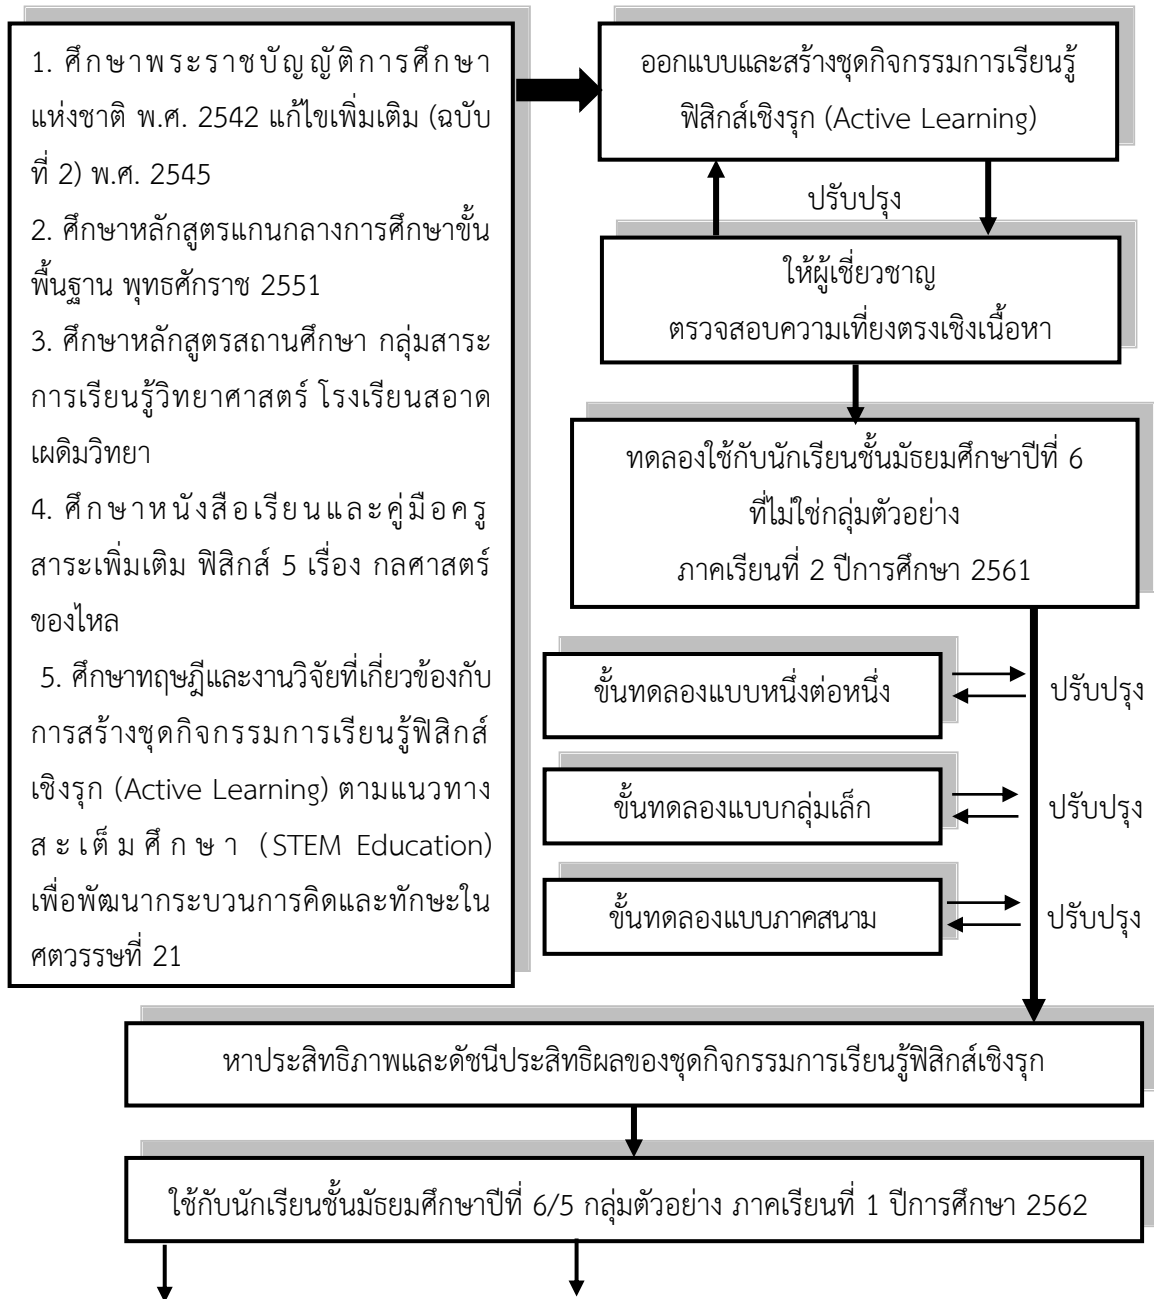 1. ศึกษาพระราชบัญญัติการศึกษา
แห่งชาติ พ.ศ. 2542 แก้ไขเพิ่มเติม (ฉบับ
ที่ 2) พ.ศ. 2545
2. ศึกษาหลักสูตรแกนกลางการศึกษาขั้น
พื้นฐาน พุทธศักราช 2551
3. ศึกษาหลักสูตรสถานศึกษา กลุ่มสาระ
การเรียนรู้วิทยาศาสตร์ โรงเรียนสอาด
เผดิมวิทยา
4. ศึกษาหนังสือเรียนและคู่มือครู
สาระเพิ่มเติม ฟิสิกส์ 5 เรื่อง กลศาสตร์
ของไหล
5. ศึกษาทฤษฎีและงานวิจัยที่เกี่ยวข้องกับ
การสร้างชุดกิจกรรมการเรียนรู้ฟิสิกส์
เชิงรุก (Active Learning) ตามแนวทาง
สะเต็มศึกษา (STEM Education)
เพื่อพัฒนากระบวนการคิดและทักษะใน
ศตวรรษที่ 21
ออกแบบและสร้างชุดกิจกรรมการเรียนรู้
ฟิสิกส์เชิงรุก (Active Learning)
ปรับปรุง
ให้ผู้เชี่ยวชาญ
ตรวจสอบความเที่ยงตรงเชิงเนื้อหา
ทดลองใช้กับนักเรียนชั้นมัธยมศึกษาปีที่ 6
ที่ไม่ใช่กลุ่มตัวอย่าง
ภาคเรียนที่ 2 ปีการศึกษา 2561
ขั้นทดลองแบบหนึ่งต่อหนึ่ง
ปรับปรุง
ขั้นทดลองแบบกลุ่มเล็ก
ปรับปรุง
ขั้นทดลองแบบภาคสนาม
ปรับปรุง
หาประสิทธิภาพและดัชนีประสิทธิผลของชุดกิจกรรมการเรียนรู้ฟิสิกส์เชิงรุก
ใช้กับนักเรียนชั้นมัธยมศึกษาปีที่ 6/5 กลุ่มตัวอย่าง ภาคเรียนที่ 1 ปีการศึกษา 2562